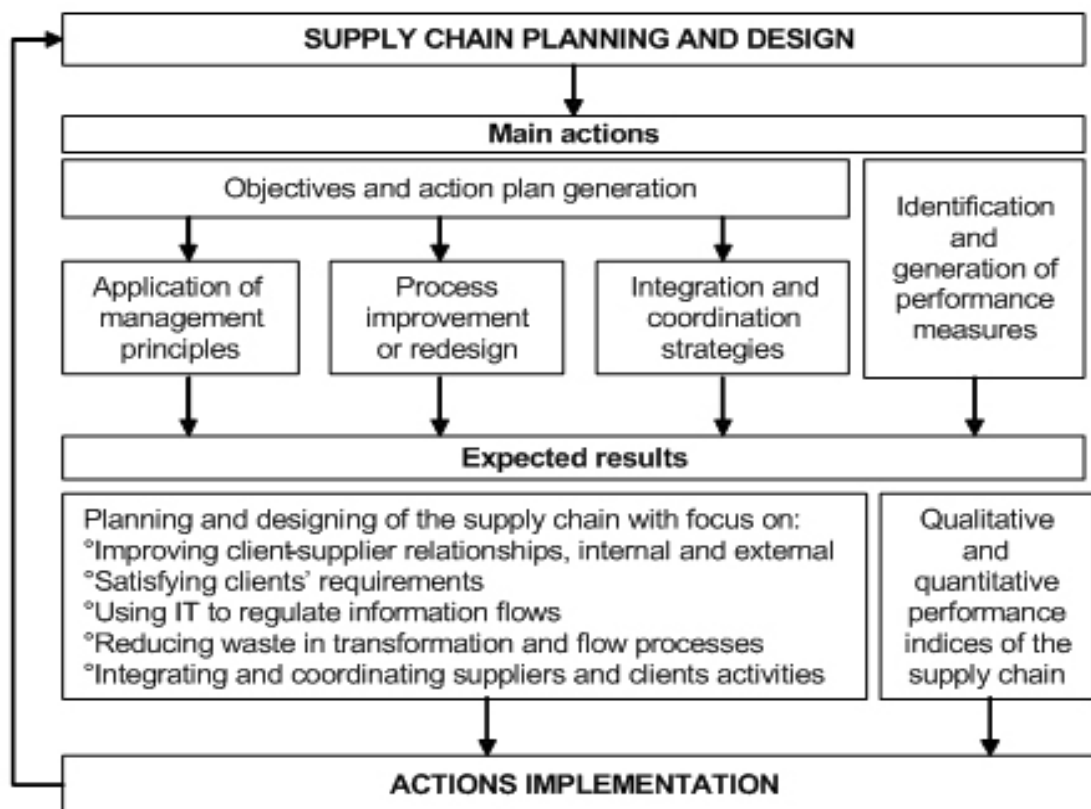 SUPPLY CHAIN PLANNING AND DESIGN
Main actions
Objectives and action plan generation
Application of
management
principles
Process
improvement
or redesign
Integration and
coordination
strategies
Identification
and
generation of
performance
measures
Expected results
Planning and designing of the supply chain with focus on:
°Improving client-supplier relationships, internal and external
°Satisfying clients’ requirements
°Using IT to regulate information flows
°Reducing waste in transformation and flow processes
°Integrating and coordinating suppliers and clients activities
Qualitative
and
quantitative
performance
indices of the
supply chain
ACTIONS IMPLEMENTATION